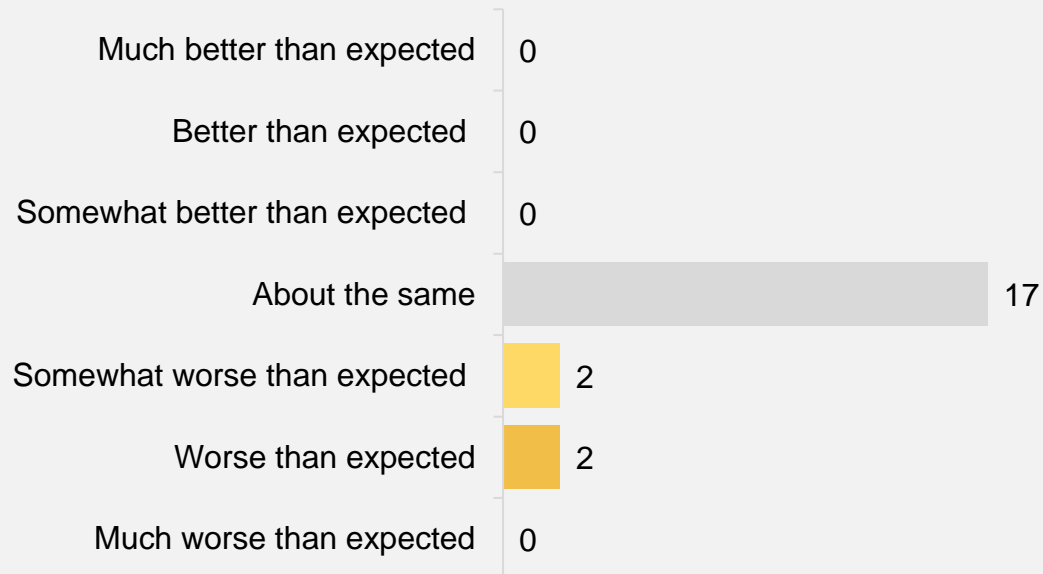 Much better than expected 0
Better than expected 0
Somewhat better than expected 0
About the same 17
Somewhat worse than expected 2
Worse than expected 2
Much worse than expected 0